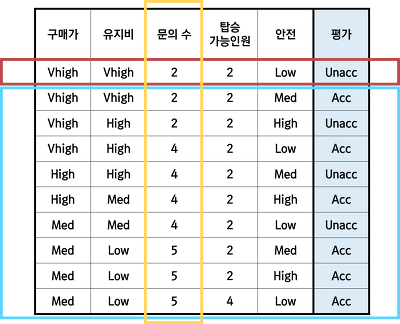 구매가 유지비 문의 수 탑승 가능인원 안전 평가
Vhigh Vhigh 2 2 Low Unacc
Vhigh Vhigh 2 2 Med Acc
Vhigh High 2 2 High Unacc
Vhigh High 4 2 Low Acc
High High 4 2 Med Unacc
High Med 4 2 High Acc
Med Med 4 2 Low Unacc
Med Low 5 2 Med Acc
Med Low 5 2 High Acc
Med Low 5 4 Low Acc